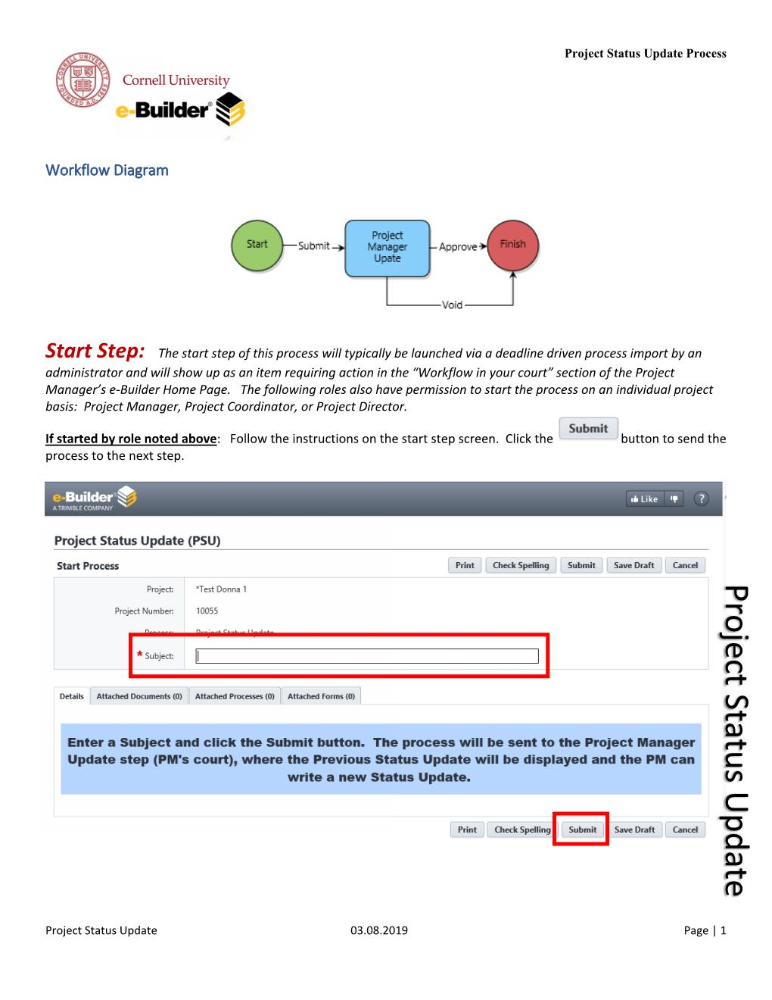 Project Status Update Process
CORNELL UNIVERSITY
FOUNDED A.D. 1865
Cornell University
e-Builder®
Workflow Diagram
Start
Submit
Project
Manager
Upate
Approve
Finish
Void
Start Step: The start step of this process will typically be launched via a deadline driven process import by an
administrator and will show up as an item requiring action in the “Workflow in your court” section of the Project
Manager’s e-Builder Home Page. The following roles also have permission to start the process on an individual project
basis: Project Manager, Project Coordinator, or Project Director.
If started by role noted above: Follow the instructions on the start step screen. Click the Submit button to send the
process to the next step.
e-Builder®
A TRIMBLE COMPANY
Like
?
Project Status Update (PSU)
Start Process
Print Check Spelling Submit Save Draft Cancel
Project: *Test Donna 1
Project Number: 10055
Process: Project Status Update
* Subject:
Details Attached Documents (0) Attached Processes (0) Attached Forms (0)
Enter a Subject and click the Submit button. The process will be sent to the Project Manager
Update step (PM's court), where the Previous Status Update will be displayed and the PM can
write a new Status Update.
Print Check Spelling Submit Save Draft Cancel
Project Status Update
Project Status Update 03.08.2019 Page | 1